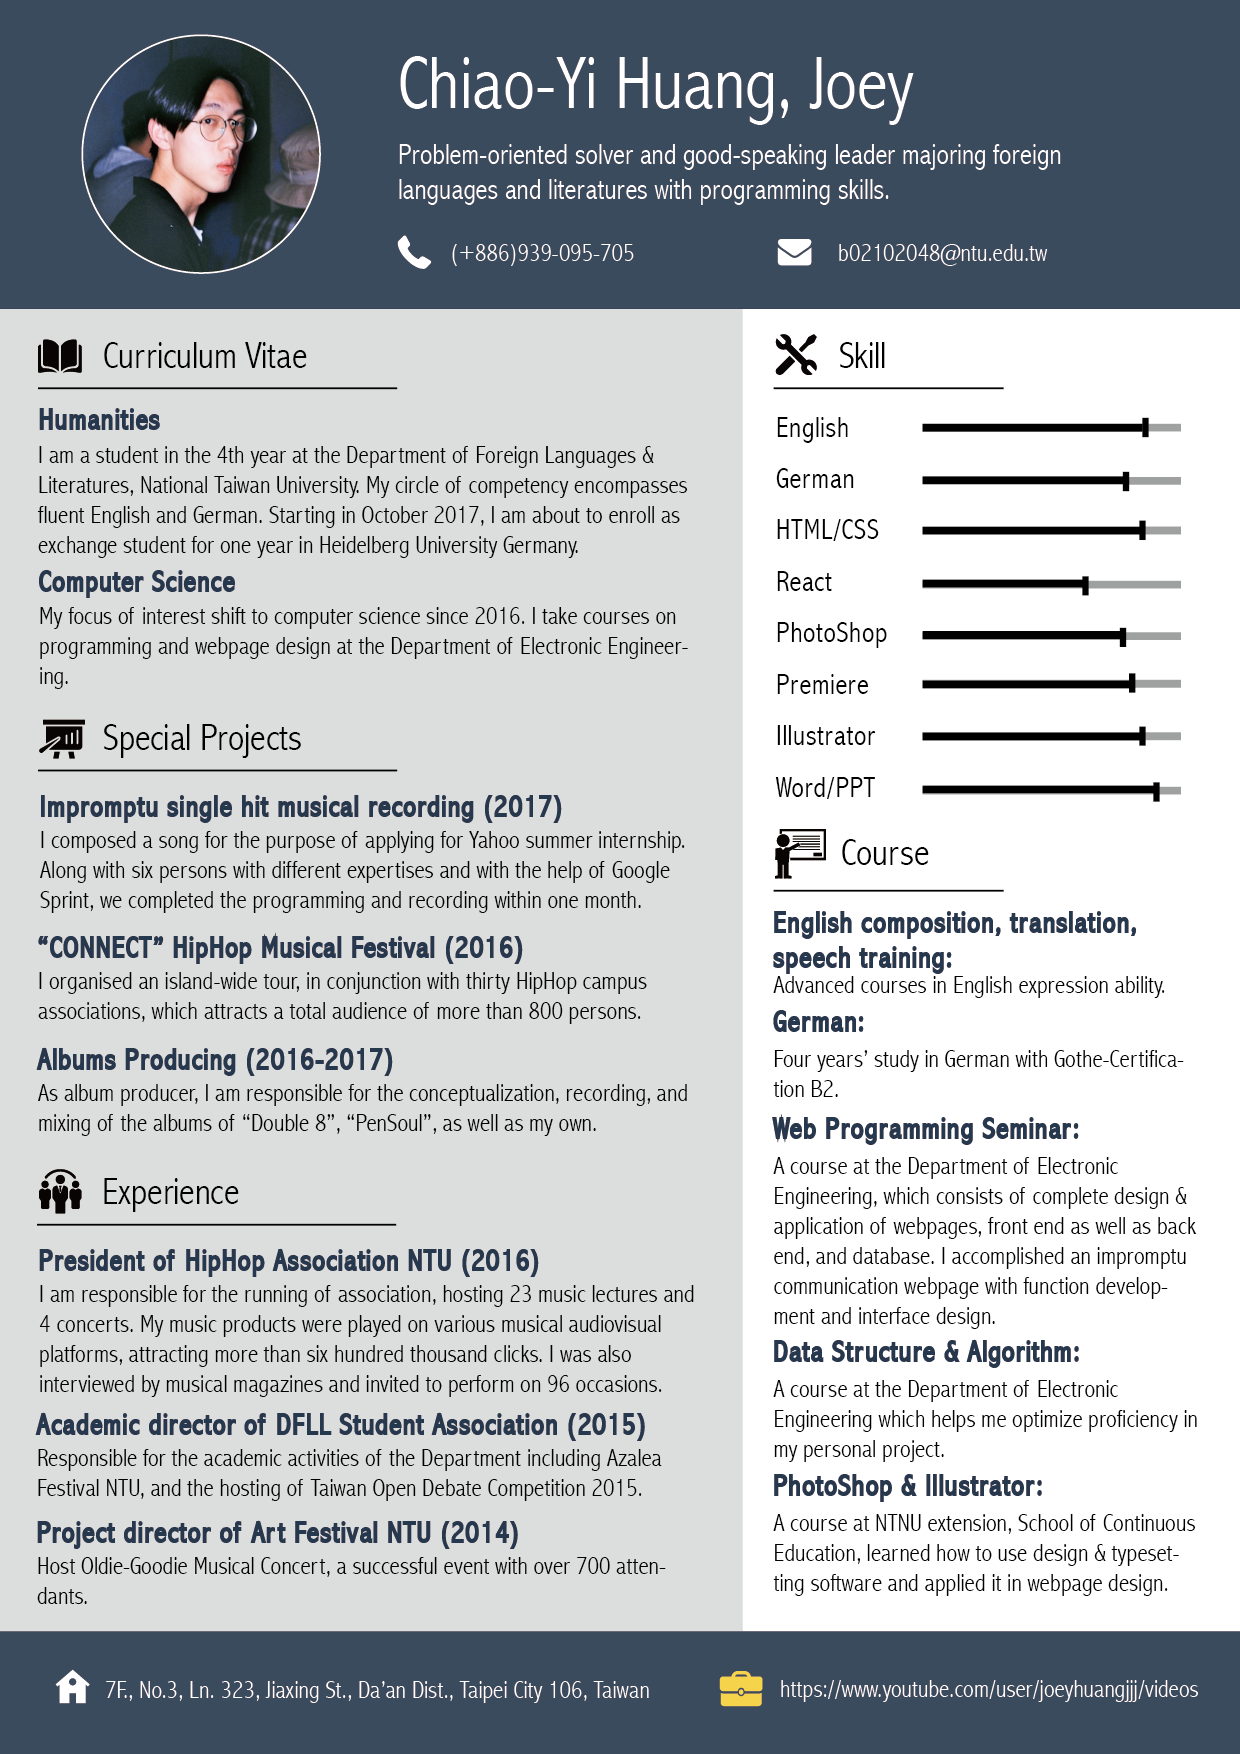 Chiao-Yi Huang, Joey
Problem-oriented solver and good-speaking leader majoring foreign
languages and literatures with programming skills.
(+886)939-095-705
b02102048@ntu.edu.tw
Curriculum Vitae
Humanities
I am a student in the 4th year at the Department of Foreign Languages &
Literatures, National Taiwan University. My circle of competency encompasses
fluent English and German. Starting in October 2017, I am about to enroll as
exchange student for one year in Heidelberg University Germany.
Computer Science
My focus of interest shift to computer science since 2016. I take courses on
programming and webpage design at the Department of Electronic Engineer-
ing.
Special Projects
Impromptu single hit musical recording (2017)
I composed a song for the purpose of applying for Yahoo summer internship.
Along with six persons with different expertises and with the help of Google
Sprint, we completed the programming and recording within one month.
“CONNECT” HipHop Musical Festival (2016)
I organised an island-wide tour, in conjunction with thirty HipHop campus
associations, which attracts a total audience of more than 800 persons.
Albums Producing (2016-2017)
As album producer, I am responsible for the conceptualization, recording, and
mixing of the albums of “Double 8”, “PenSoul”, as well as my own.
Experience
President of HipHop Association NTU (2016)
I am responsible for the running of association, hosting 23 music lectures and
4 concerts. My music products were played on various musical audiovisual
platforms, attracting more than six hundred thousand clicks. I was also
interviewed by musical magazines and invited to perform on 96 occasions.
Academic director of DFLL Student Association (2015)
Responsible for the academic activities of the Department including Azalea
Festival NTU, and the hosting of Taiwan Open Debate Competition 2015.
Project director of Art Festival NTU (2014)
Host Oldie-Goodie Musical Concert, a successful event with over 700 atten-
dants.
Skill
English
German
HTML/CSS
React
PhotoShop
Premiere
Illustrator
Word/PPT
Course
English composition, translation,
speech training:
Advanced courses in English expression ability.
German:
Four years’ study in German with Gothe-Certifica-
tion B2.
Web Programming Seminar:
A course at the Department of Electronic
Engineering, which consists of complete design &
application of webpages, front end as well as back
end, and database. I accomplished an impromptu
communication webpage with function develop-
ment and interface design.
Data Structure & Algorithm:
A course at the Department of Electronic
Engineering which helps me optimize proficiency in
my personal project.
PhotoShop & Illustrator:
A course at NTNU extension, School of Continuous
Education, learned how to use design & typeset-
ting software and applied it in webpage design.
7F., No.3, Ln. 323, Jiaxing St., Da’an Dist., Taipei City 106, Taiwan
https://www.youtube.com/user/joeyhuangjjj/videos